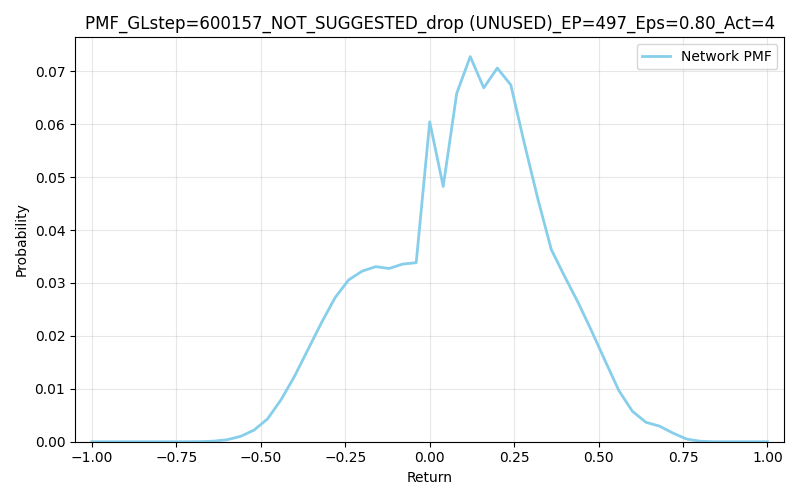 PMF_GLstep=600157_NOT_SUGGESTED_drop (UNUSED)_EP=497_Eps=0.80_Act=4
Network PMF
0.07
0.06
0.05
0.04
0.03
0.02
0.01
0.00
Probability
−1.00 −0.75 −0.50 −0.25 0.00 0.25 0.50 0.75 1.00
Return